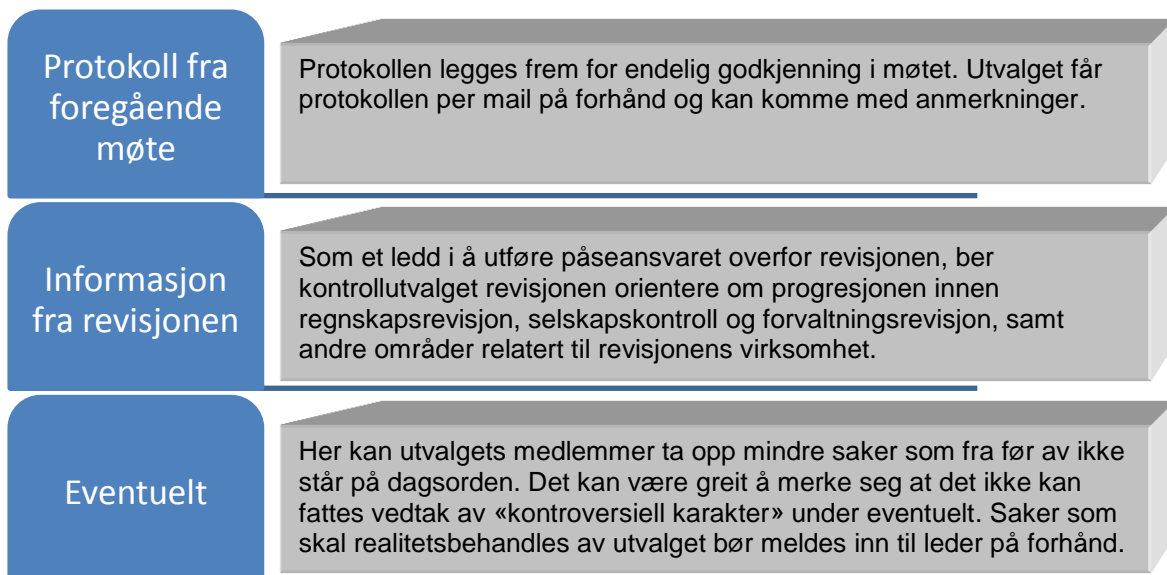 Protokoll fra
foregående
møte
Protokollen legges frem for endelig godkjenning i møtet. Utvalget får
protokollen per mail på forhånd og kan komme med anmerkninger.
Informasjon
fra revisjonen
Som et ledd i å utføre påseansvaret overfor revisjonen, ber
kontrollutvalget revisjonen orientere om progresjonen innen
regnskapsrevisjon, selskapskontroll og forvaltningsrevisjon, samt
andre områder relatert til revisjonens virksomhet.
Eventuelt
Her kan utvalgets medlemmer ta opp mindre saker som fra før av ikke
står på dagsorden. Det kan være greit å merke seg at det ikke kan
fattes vedtak av «kontroversiell karakter» under eventuelt. Saker som
skal realitetsbehandles av utvalget bør meldes inn til leder på forhånd.